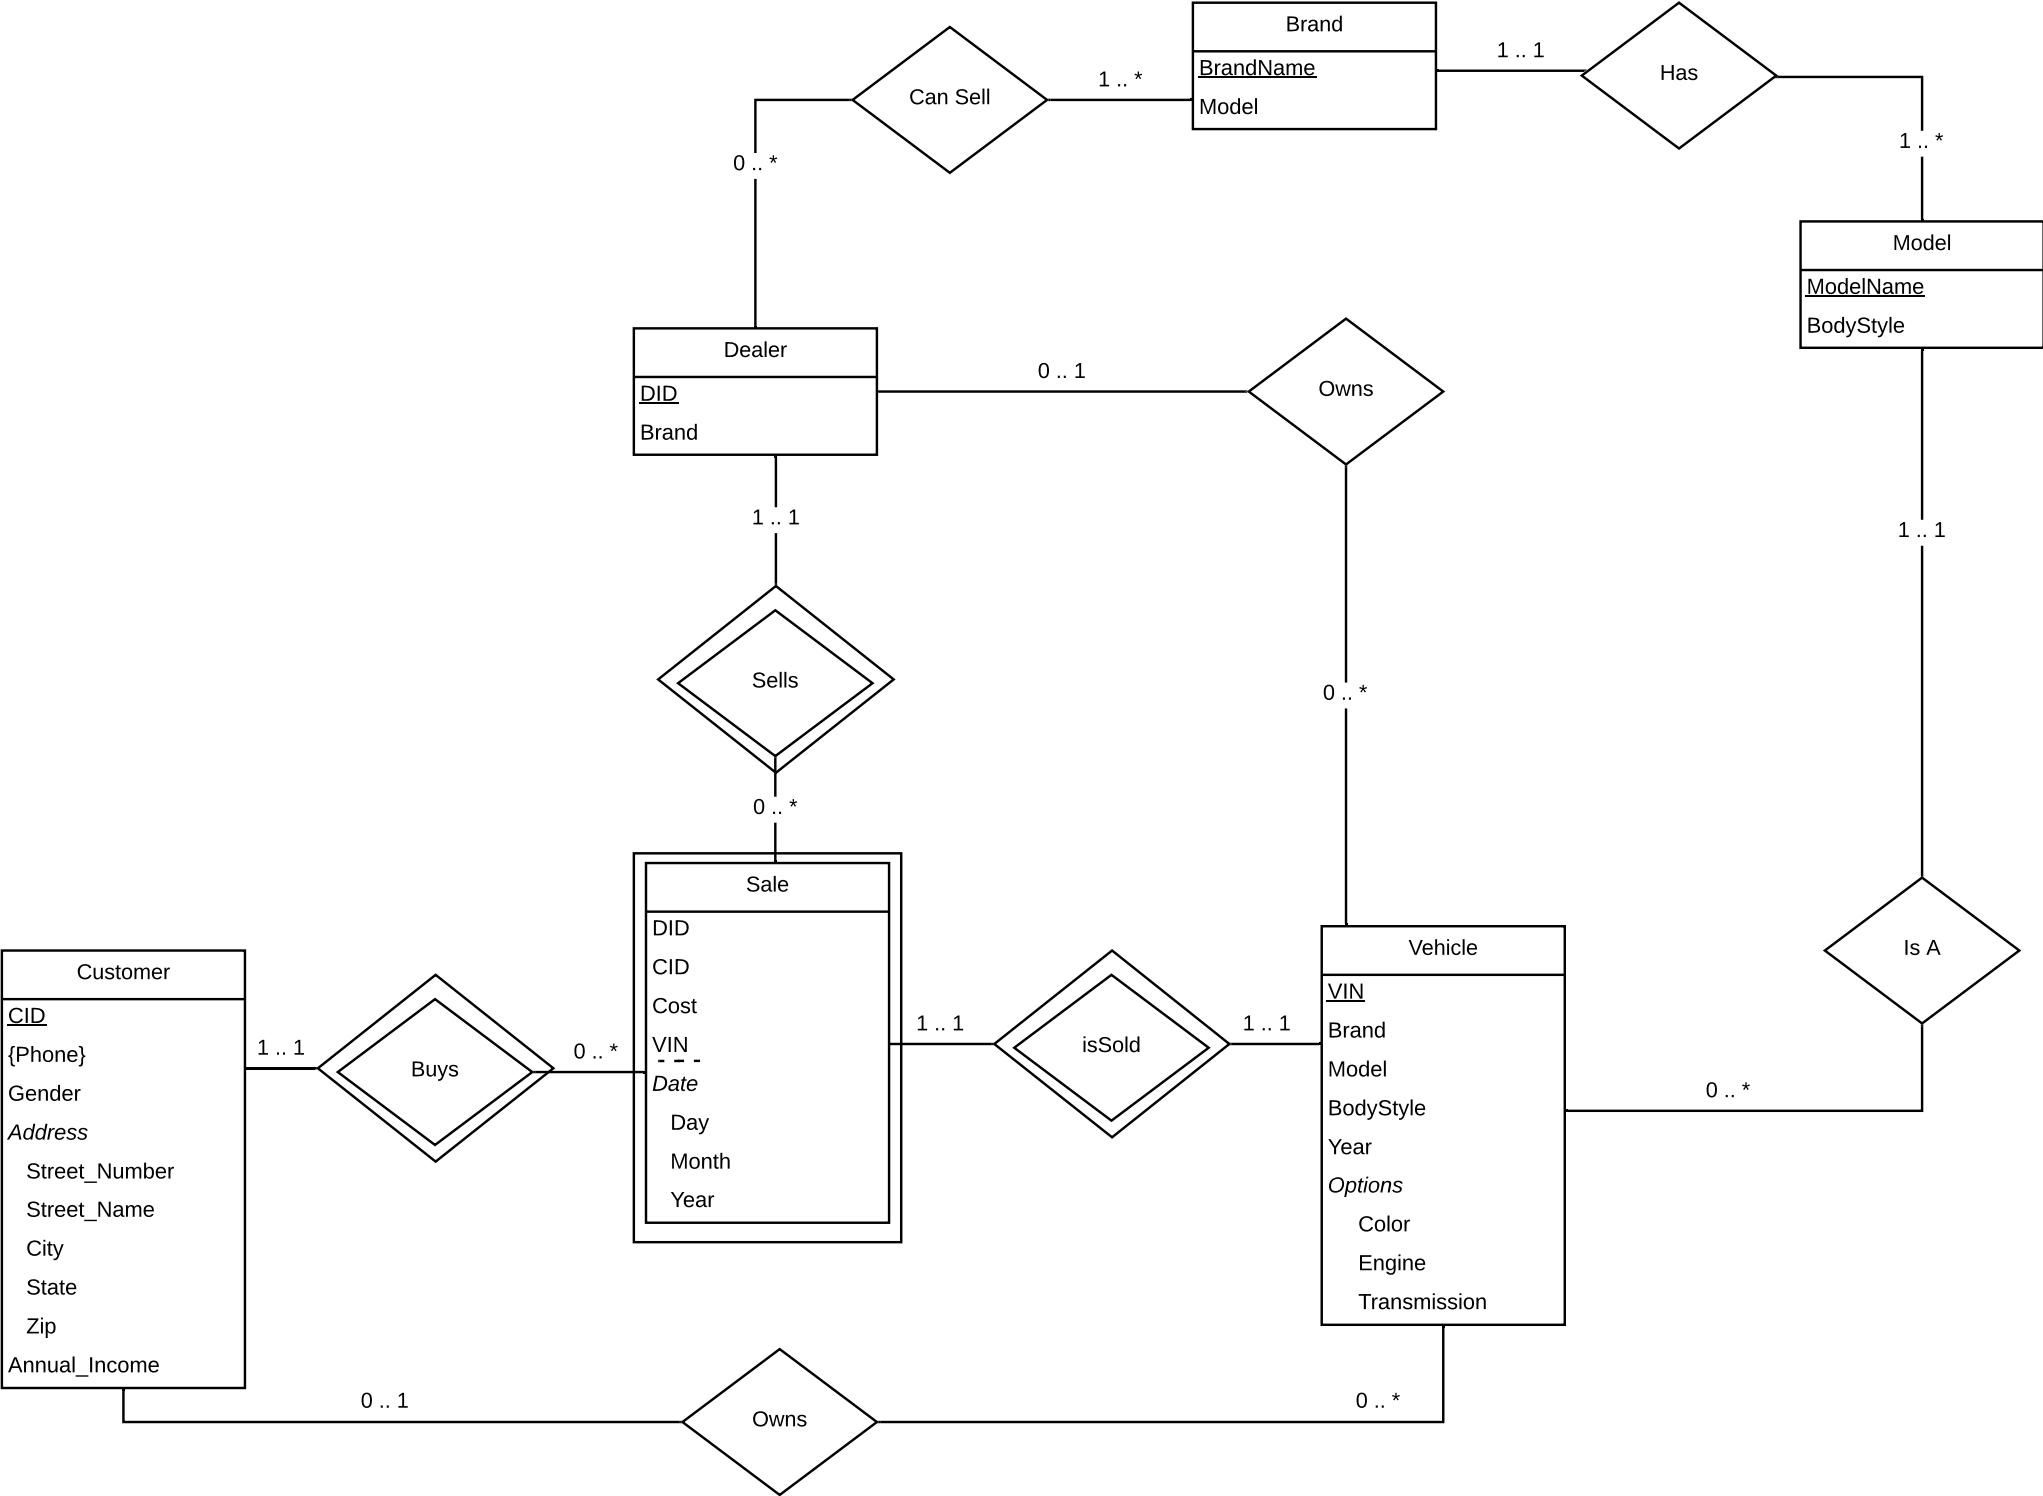 Brand
BrandName
Model
1 .. 1
Has
Can Sell
1 .. *
0 .. *
1 .. *
Model
ModelName
BodyStyle
Dealer
DID
Brand
0 .. 1
Owns
1 .. 1
1 .. 1
Sells
0 .. *
0 .. *
Sale
DID
CID
Cost
VIN
Date
Day
Month
Year
Customer
CID
{Phone}
Gender
Address
Street_Number
Street_Name
City
State
Zip
Annual_Income
1 .. 1
Buys
0 .. *
1 .. 1
isSold
1 .. 1
Vehicle
VIN
Brand
Model
BodyStyle
Year
Options
Color
Engine
Transmission
Is A
0 .. *
0 .. 1
Owns
0 .. *